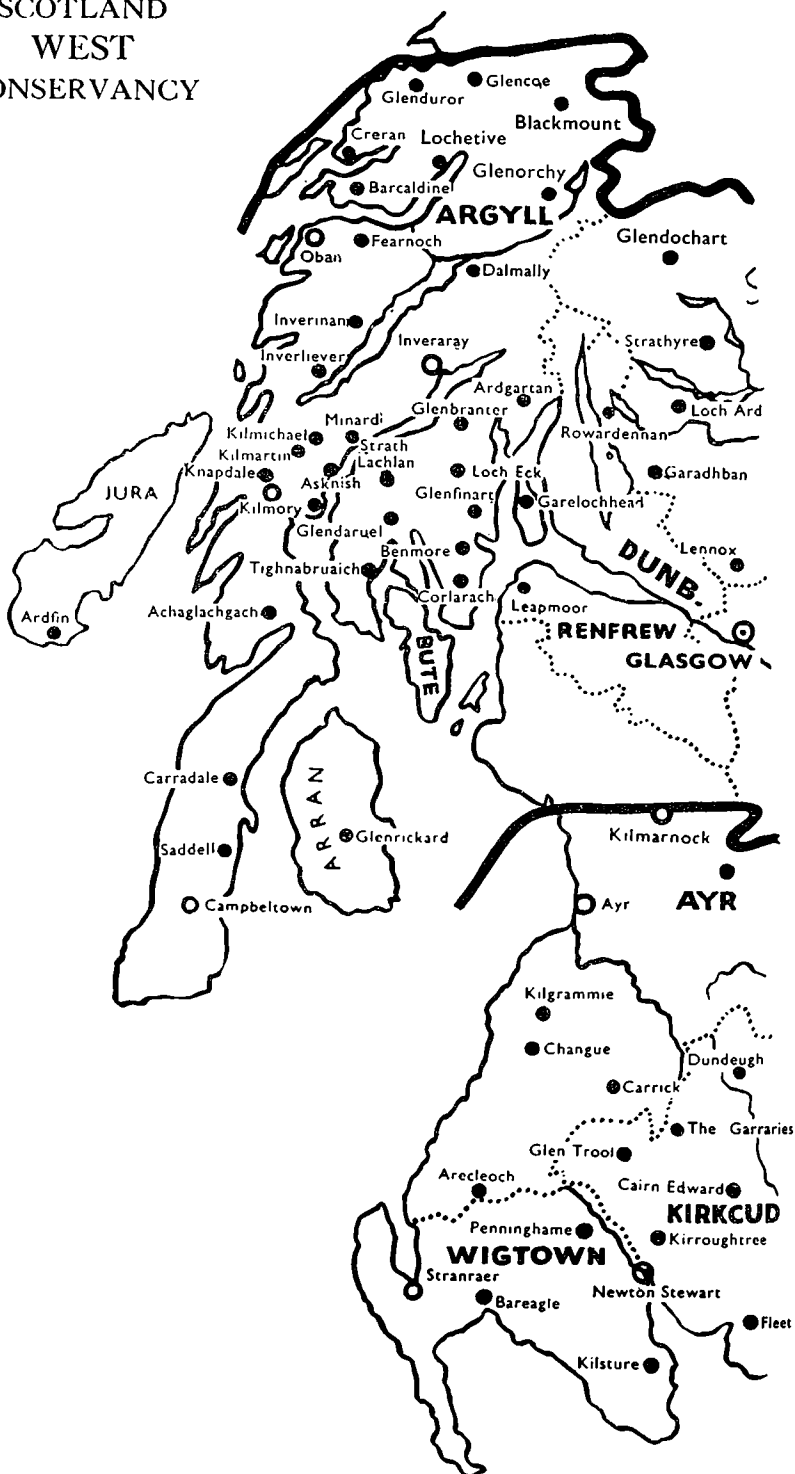 SCOTLAND
WEST
ONSERVANCY
Glenduror
Glencoe
Blackmount
Creran
Lochetive
Glenorchy
Barcaldine
ARGYLL
Oban
Fearnoch
Glendochart
Dalmally
Inverinan
Strathyre
Inverliever
Inveraray
Ardgartan
Glenbranter
Loch Ard
Rowardennan
Minard
Kilmichael
Strath
Lachlan
Kilmartin
Knapdale
Asknish
Loch Eck
Garadhban
JURA
Kilmory
Glenfinart
Garelochhead
Glendaruel
Benmore
DUNB.
Lennox
Tighnabruaich
Corlarach
Leapmoor
Ardfin
Achaglachgach
BUTE
RENFREW
GLASGOW
Carradale
ARRAN
Glenrickard
Kilmarnock
Saddell
Campbeltown
Ayr
AYR
Kilgrammie
Changue
Dundeugh
Carrick
The Garraries
Glen Trool
Arecleoch
Cairn Edward
KIRKCUD
Penninghame
Kirroughtree
WIGTOWN
Stranraer
Newton Stewart
Bareagle
Fleet
Kilsture